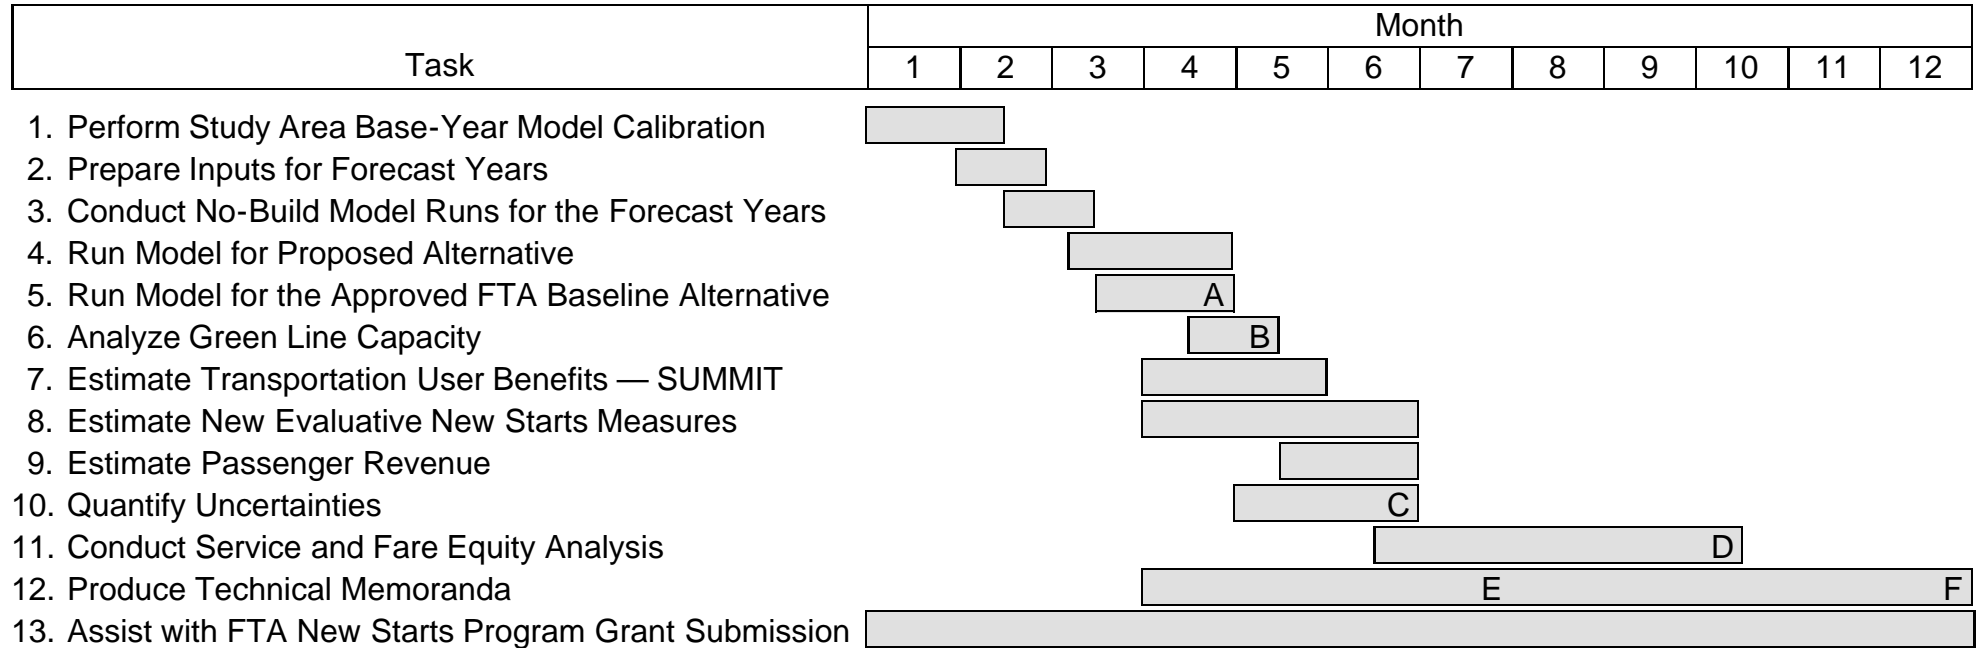 Month
Task
1 2 3 4 5 6 7 8 9 10 11 12
1. Perform Study Area Base-Year Model Calibration
2. Prepare Inputs for Forecast Years
3. Conduct No-Build Model Runs for the Forecast Years
4. Run Model for Proposed Alternative
5. Run Model for the Approved FTA Baseline Alternative A
6. Analyze Green Line Capacity B
7. Estimate Transportation User Benefits — SUMMIT
8. Estimate New Evaluative New Starts Measures
9. Estimate Passenger Revenue
10. Quantify Uncertainties C
11. Conduct Service and Fare Equity Analysis D
12. Produce Technical Memoranda E F
13. Assist with FTA New Starts Program Grant Submission